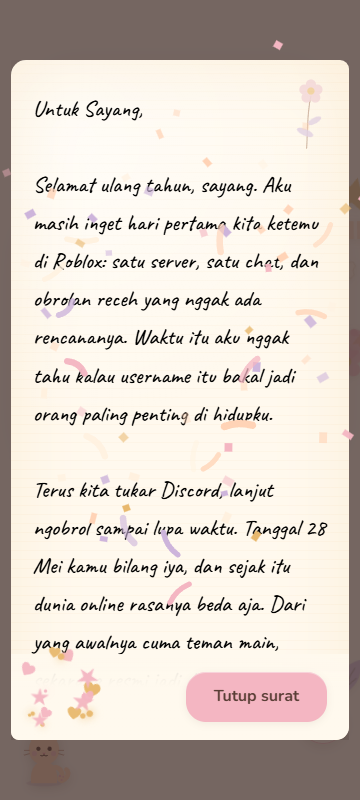 Untuk Sayang,
Selamat ulang tahun, sayang. Aku
masih inget hari pertama kita ketemu
di Roblox: satu server, satu chat, dan
obrolan receh yang nggak ada
rencananya. Waktu itu aku nggak
tahu kalau username itu bakal jadi
orang paling penting di hidupku.
Terus kita tukar Discord, lanjut
ngobrol sampai lupa waktu. Tanggal 28
Mei kamu bilang iya, dan sejak itu
dunia online rasanya beda aja. Dari
yang awalnya cuma teman main,
Tutup surat